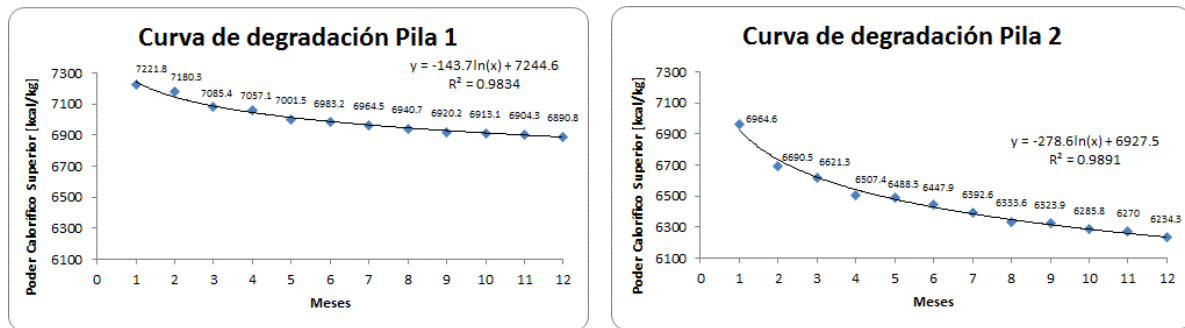 Curva de degradación Pila 1
y = -143.7ln(x) + 7244.6
R² = 0.9834
Poder Calorífico Superior [kcal/kg]
7300
7100
6900
6700
6500
6300
6100
7221.8 7180.3 7085.4 7057.1 7001.5 6983.2 6964.5 6940.7 6920.2 6913.1 6904.3 6890.8
0 1 2 3 4 5 6 7 8 9 10 11 12
Meses
Curva de degradación Pila 2
y = -278.6ln(x) + 6927.5
R² = 0.9891
Poder Calorífico Superior [kcal/kg]
7300
7100
6900
6700
6500
6300
6100
6964.6 6690.5 6621.3 6507.4 6488.5 6447.9 6392.6 6333.6 6323.9 6285.8 6270 6234.3
0 1 2 3 4 5 6 7 8 9 10 11 12
Meses